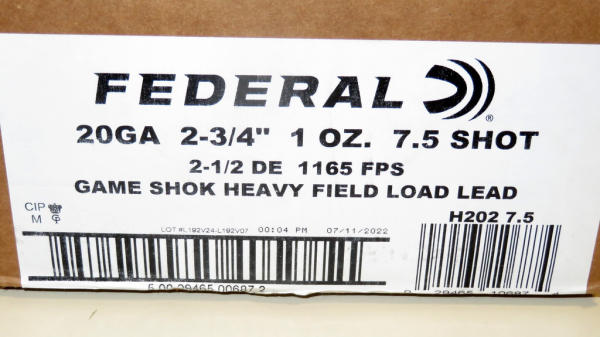 FEDERAL ®
20GA 2-3/4" 1 OZ. 7.5 SHOT
2-1/2 DE 1165 FPS
GAME SHOK HEAVY FIELD LOAD LEAD
CIP
M
H202 7.5
LOT #L192V24-L192V07 00:04 PM 07/11/2022